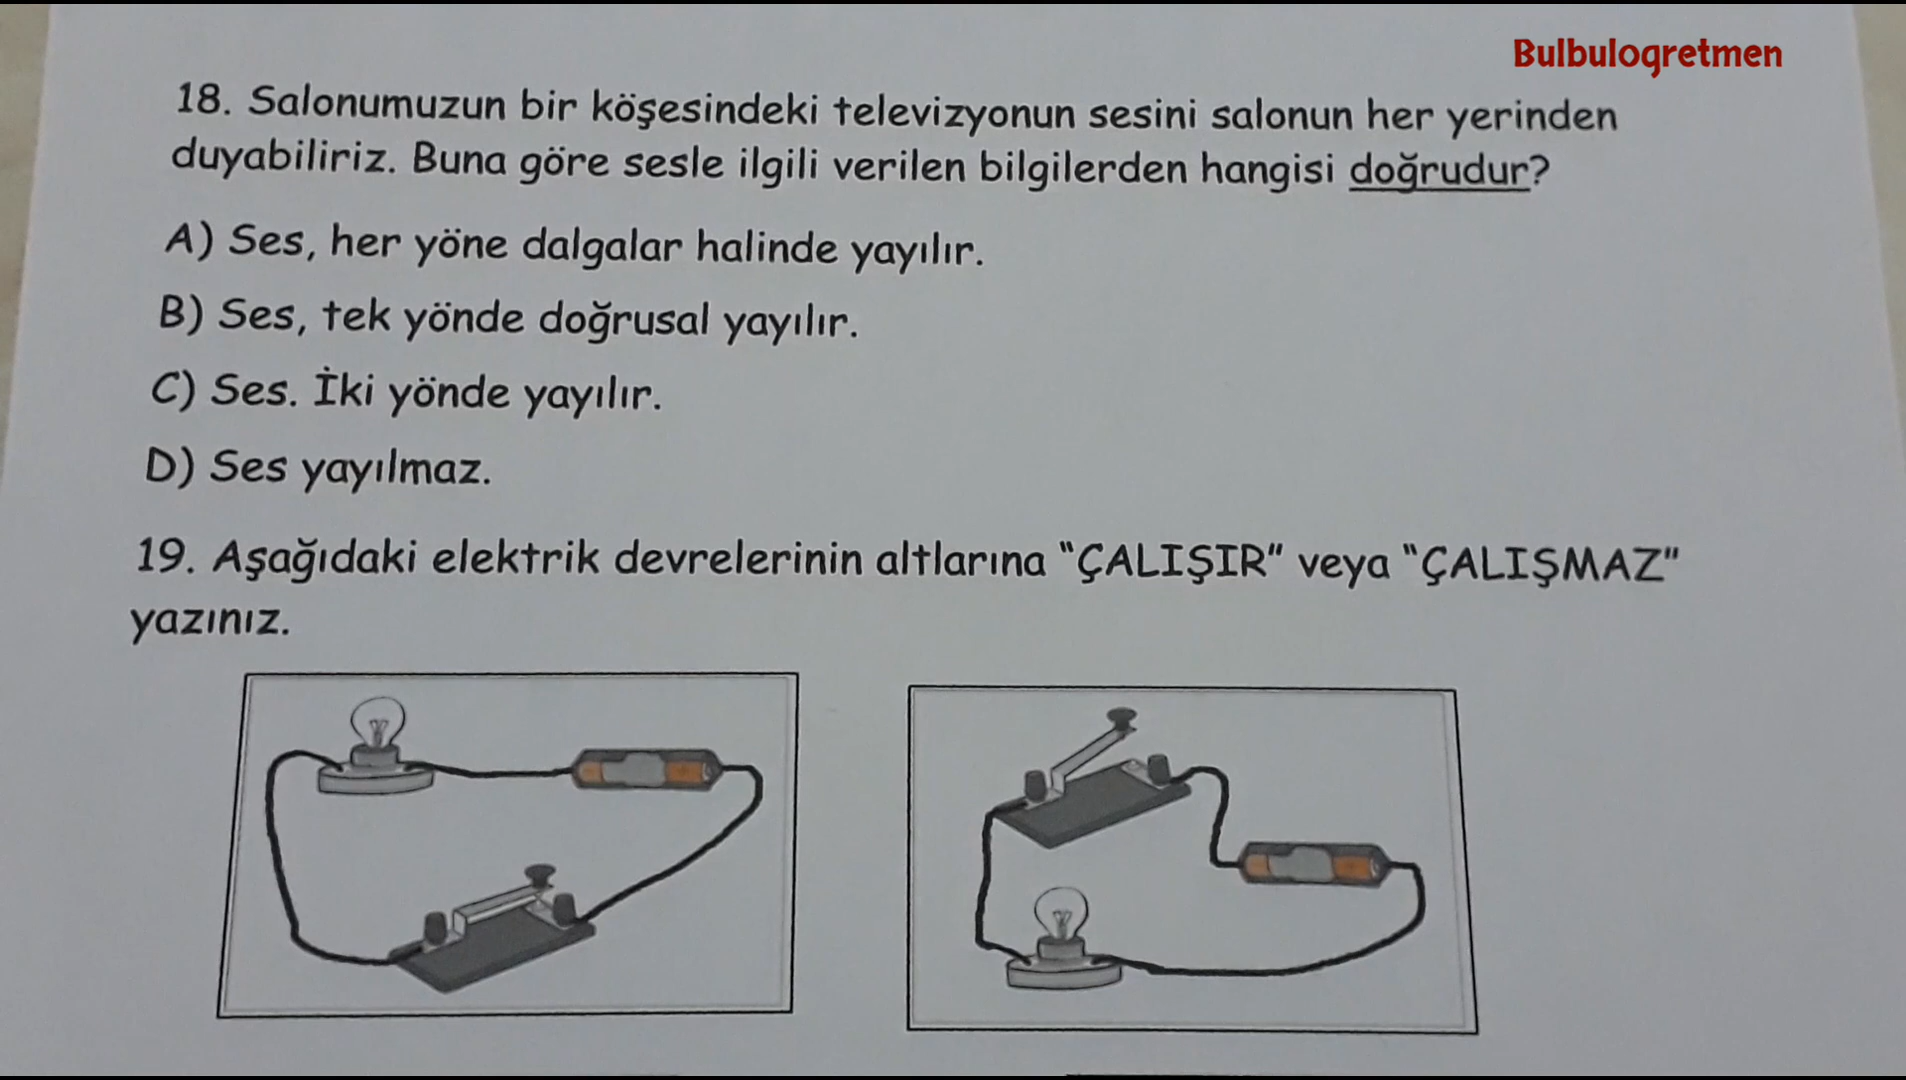 Bulbulogretmen
18. Salonumuzun bir köşesindeki televizyonun sesini salonun her yerinden
duyabiliriz. Buna göre sesle ilgili verilen bilgilerden hangisi doğrudur?
A) Ses, her yöne dalgalar halinde yayılır.
B) Ses, tek yönde doğrusal yayılır.
C) Ses. İki yönde yayılır.
D) Ses yayılmaz.
19. Aşağıdaki elektrik devrelerinin altlarına "ÇALIŞIR" veya "ÇALIŞMAZ"
yazınız.